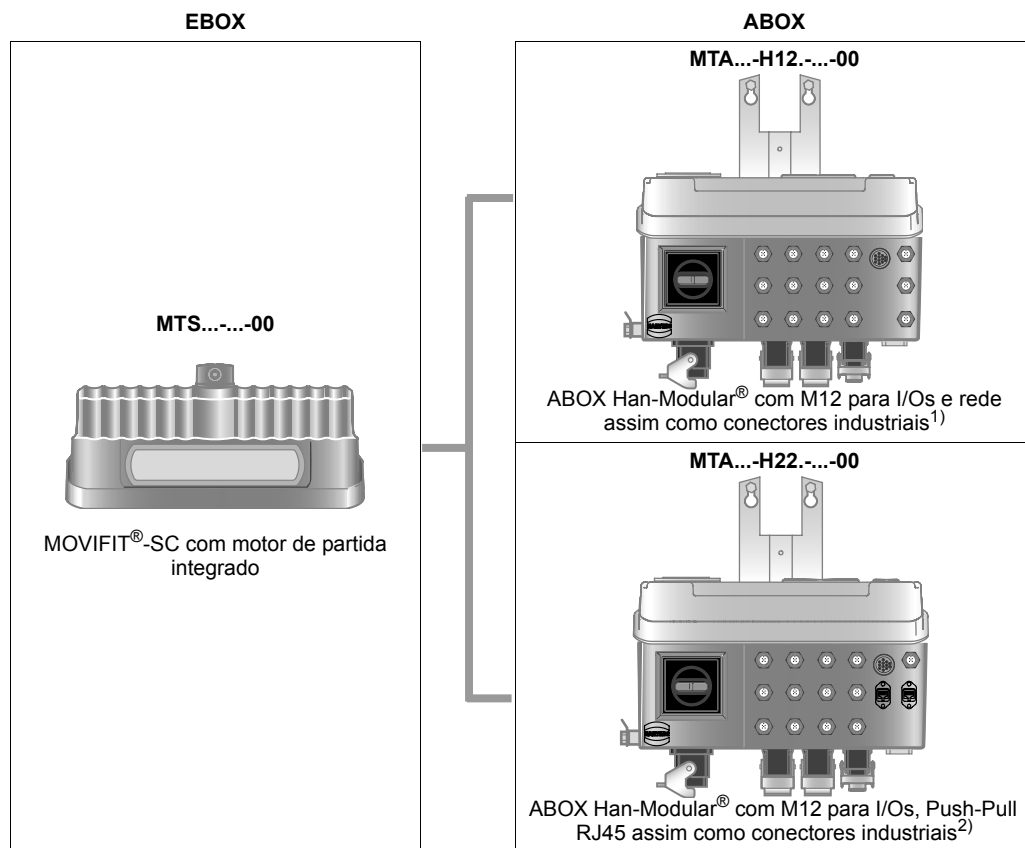 EBOX
ABOX
MTS...-...-00
MOVIFIT®-SC com motor de partida
integrado
MTA...-H12.-...-00
ABOX Han-Modular® com M12 para I/Os e rede
assim como conectores industriais1)
MTA...-H22.-...-00
ABOX Han-Modular® com M12 para I/Os, Push-Pull
RJ45 assim como conectores industriais2)